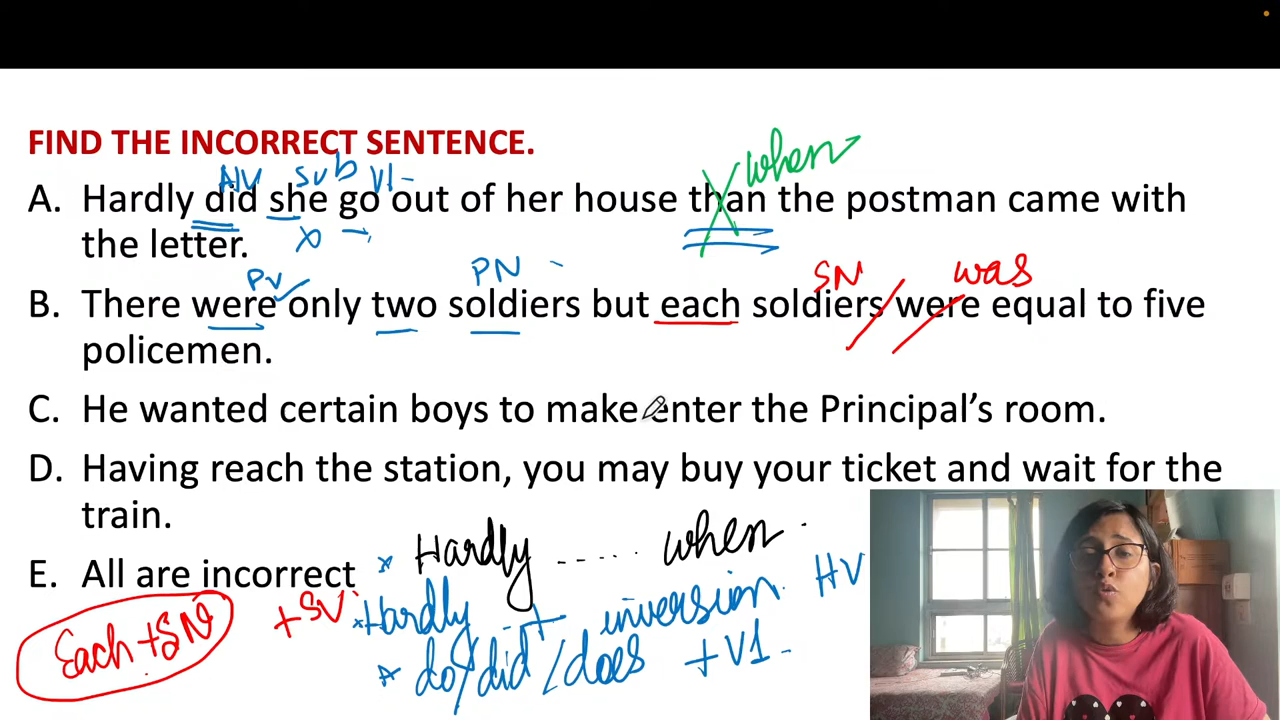 FIND THE INCORRECT SENTENCE.
when
HV Sub V1
A. Hardly did she go out of her house than the postman came with
the letter.
PV PN SN was
B. There were only two soldiers but each soldiers were equal to five
policemen.
C. He wanted certain boys to make enter the Principal's room.
D. Having reach the station, you may buy your ticket and wait for the
train.
Hardly ..... when.
E. All are incorrect
Hardly + inversion. HV
Each + SN + SV
do/did/does + V1